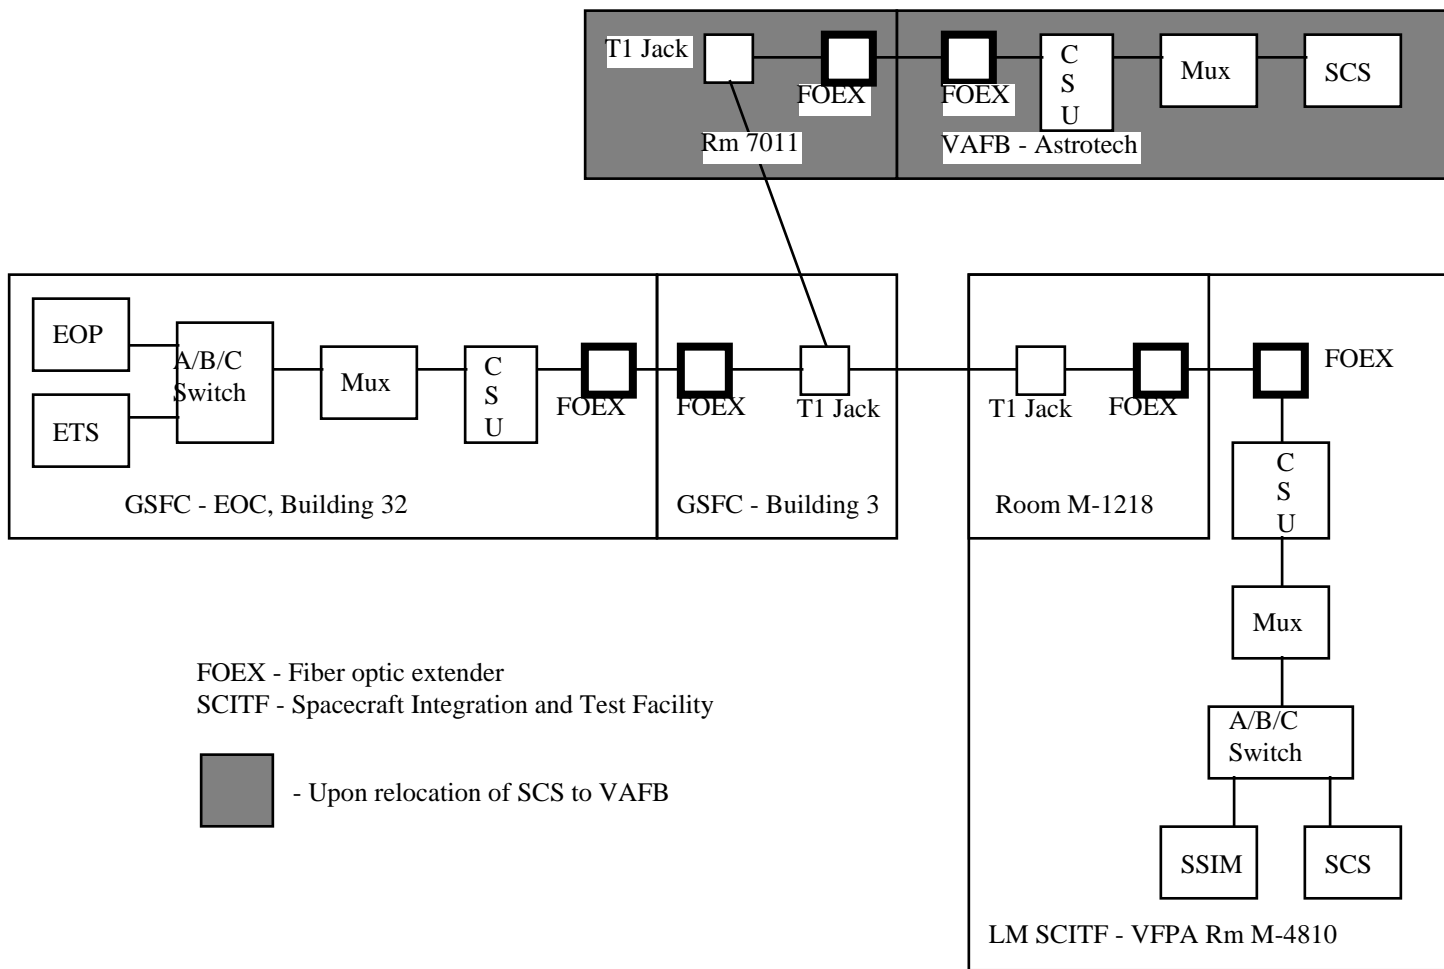 T1 Jack
FOEX
FOEX
C
S
U
Mux
SCS
Rm 7011
VAFB - Astrotech
EOP
ETS
A/B/C
Switch
Mux
C
S
U
FOEX
GSFC - EOC, Building 32
FOEX
T1 Jack
GSFC - Building 3
T1 Jack
FOEX
Room M-1218
FOEX
C
S
U
Mux
A/B/C
Switch
SSIM
SCS
LM SCITF - VFPA Rm M-4810
FOEX - Fiber optic extender
SCITF - Spacecraft Integration and Test Facility
- Upon relocation of SCS to VAFB